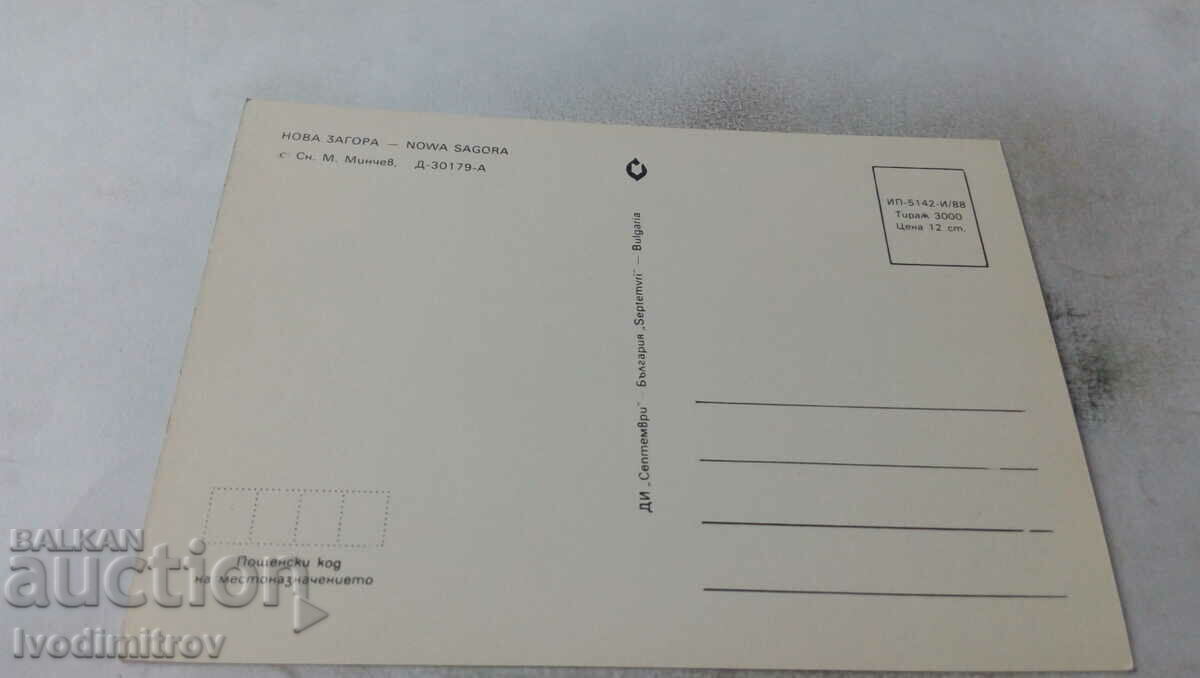 НОВА ЗАГОРА — NOWA SAGORA
с Сн. М. Минчев, Д-30179-А
ИП-5142-И/88
Тираж 3000
Цена 12 ст.
ДИ „Септември" — България „Septemvri" — Bulgaria
Пощенски код
на местоназначението
BALKAN
auction
Ivodimitrov